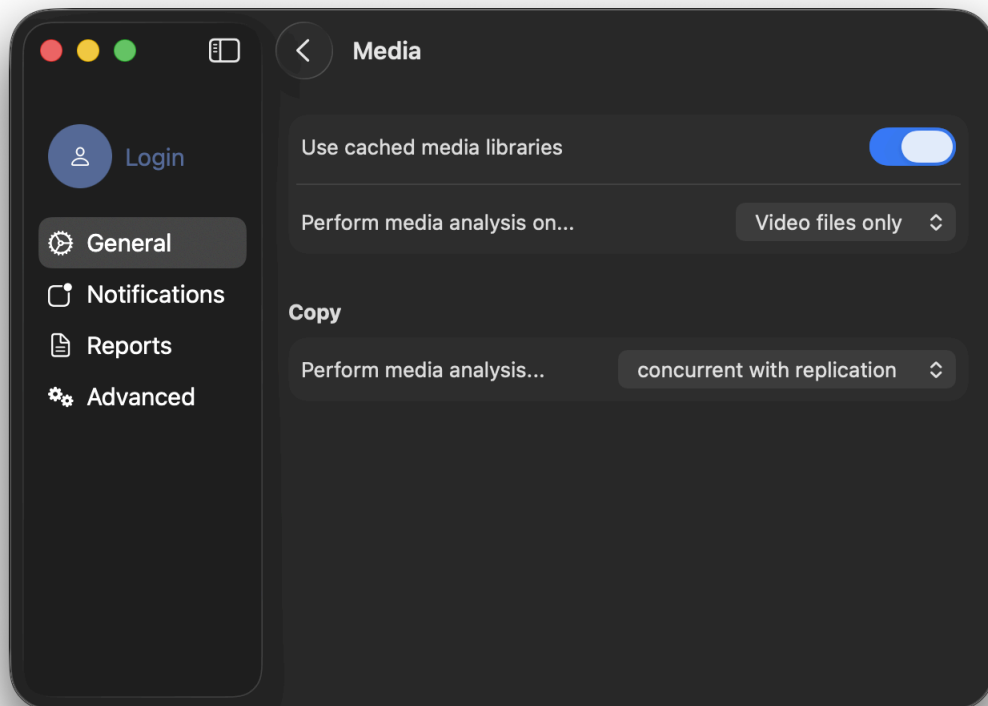 Media
Login
General
Notifications
Reports
Advanced
Use cached media libraries
Perform media analysis on...
Video files only
Copy
Perform media analysis...
concurrent with replication